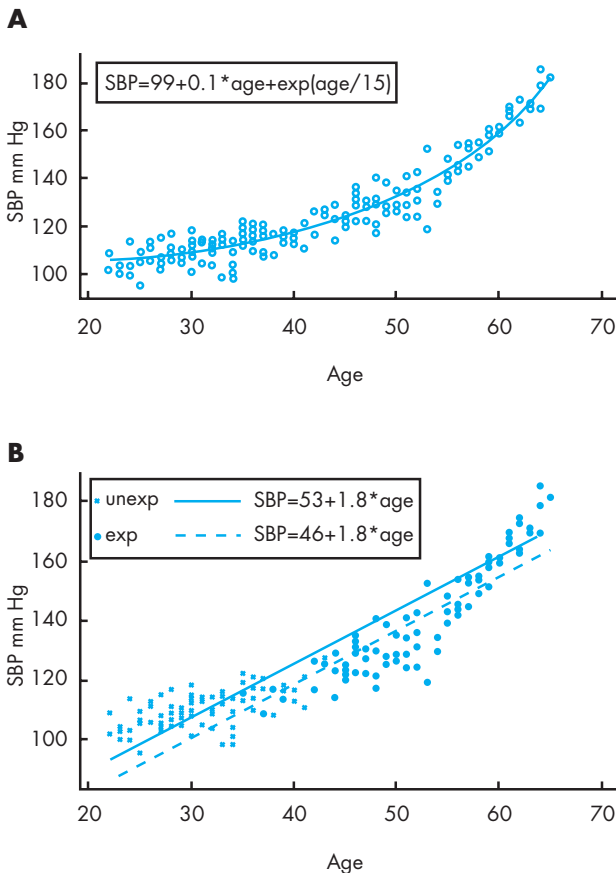 A
SBP=99+0.1*age+exp(age/15)
180
160
140
120
100
SBP mm Hg
20 30 40 50 60 70
Age
B
unexp SBP=53+1.8*age
exp SBP=46+1.8*age
180
160
140
120
100
SBP mm Hg
20 30 40 50 60 70
Age